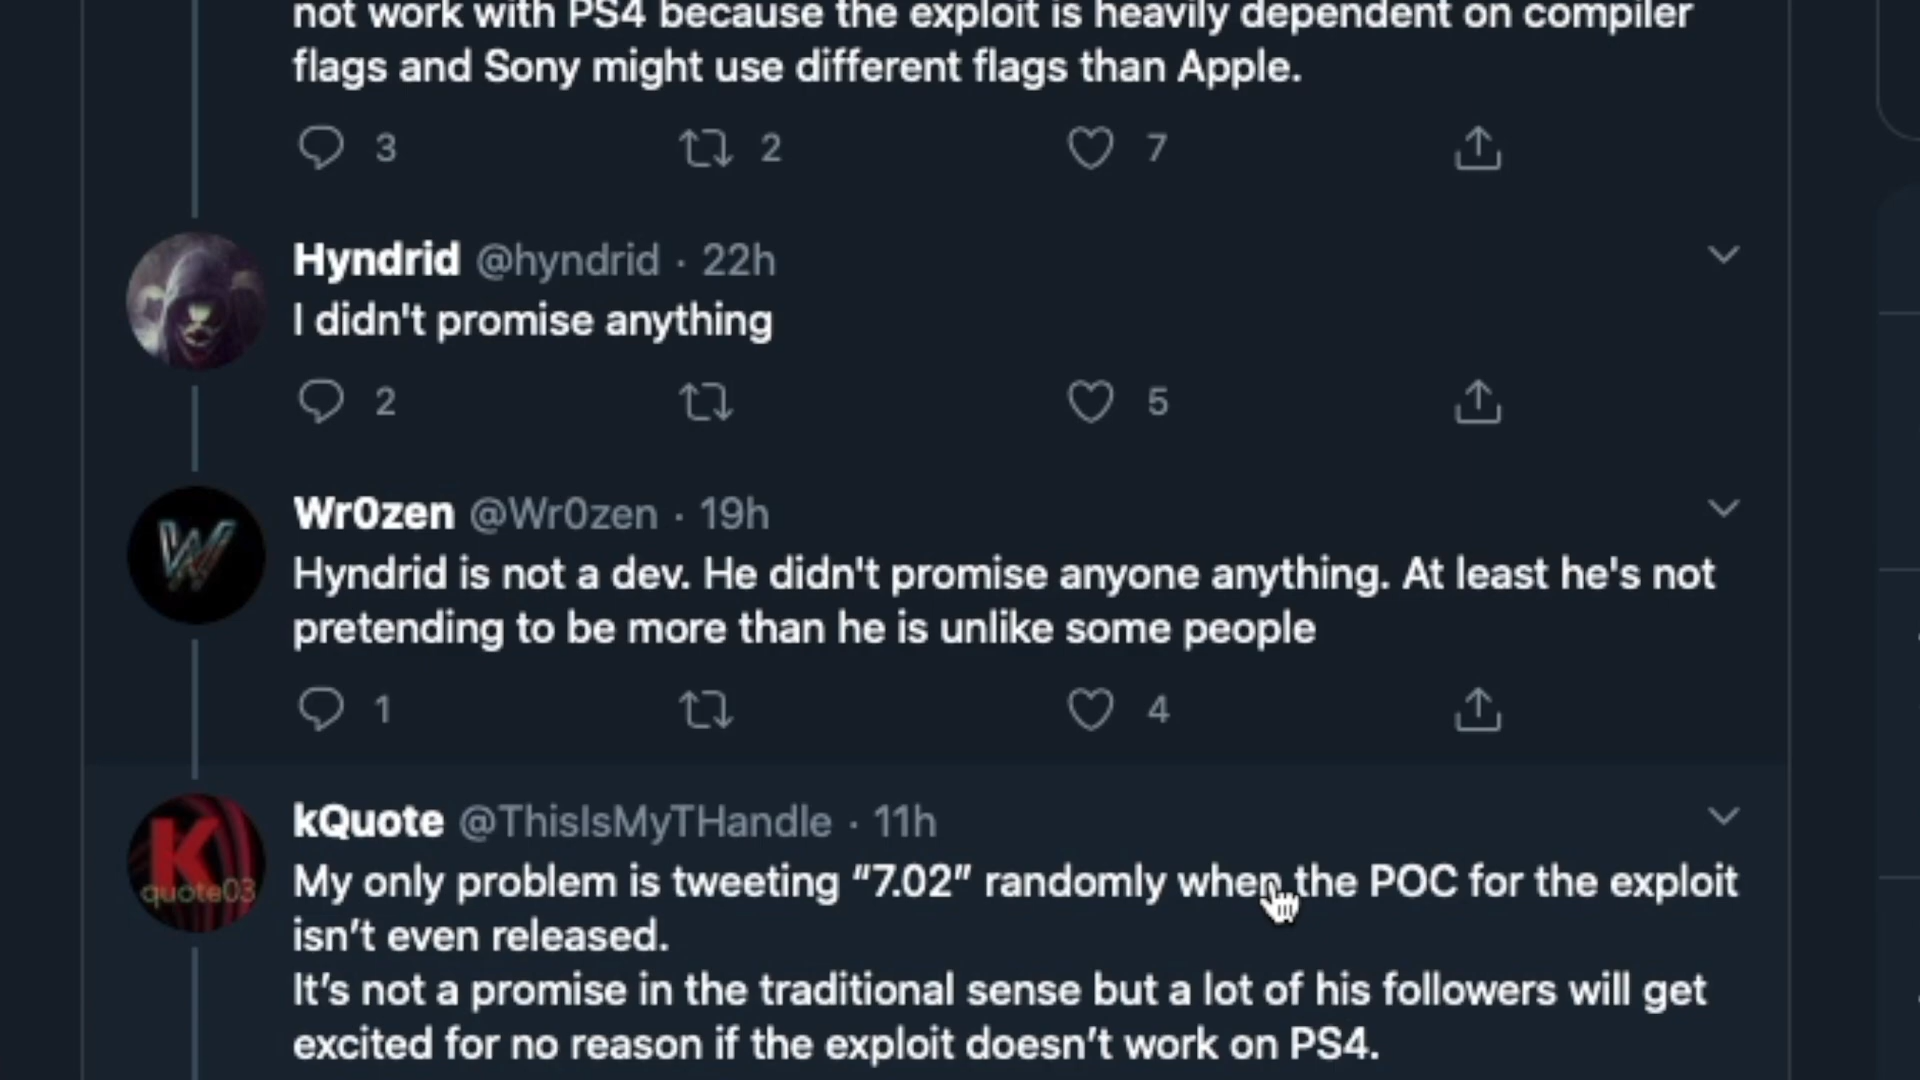 not work with PS4 because the exploit is heavily dependent on compiler
flags and Sony might use different flags than Apple.
3 2 7
Hyndrid @hyndrid · 22h
I didn't promise anything
2 5
Wr0zen @Wr0zen · 19h
Hyndrid is not a dev. He didn't promise anyone anything. At least he's not
pretending to be more than he is unlike some people
1 4
K
quote03
kQuote @ThisIsMyTHandle · 11h
My only problem is tweeting “7.02” randomly when the POC for the exploit
isn’t even released.
It’s not a promise in the traditional sense but a lot of his followers will get
excited for no reason if the exploit doesn’t work on PS4.